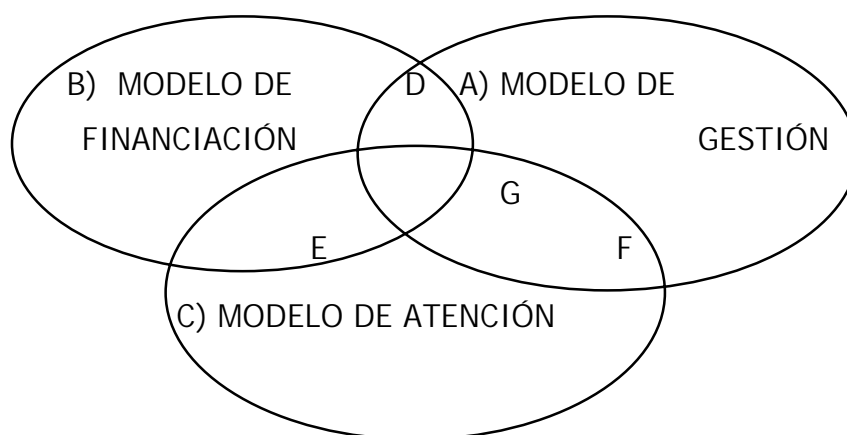 B) MODELO DE FINANCIACIÓN
D
A) MODELO DE GESTIÓN
G
E
F
C) MODELO DE ATENCIÓN